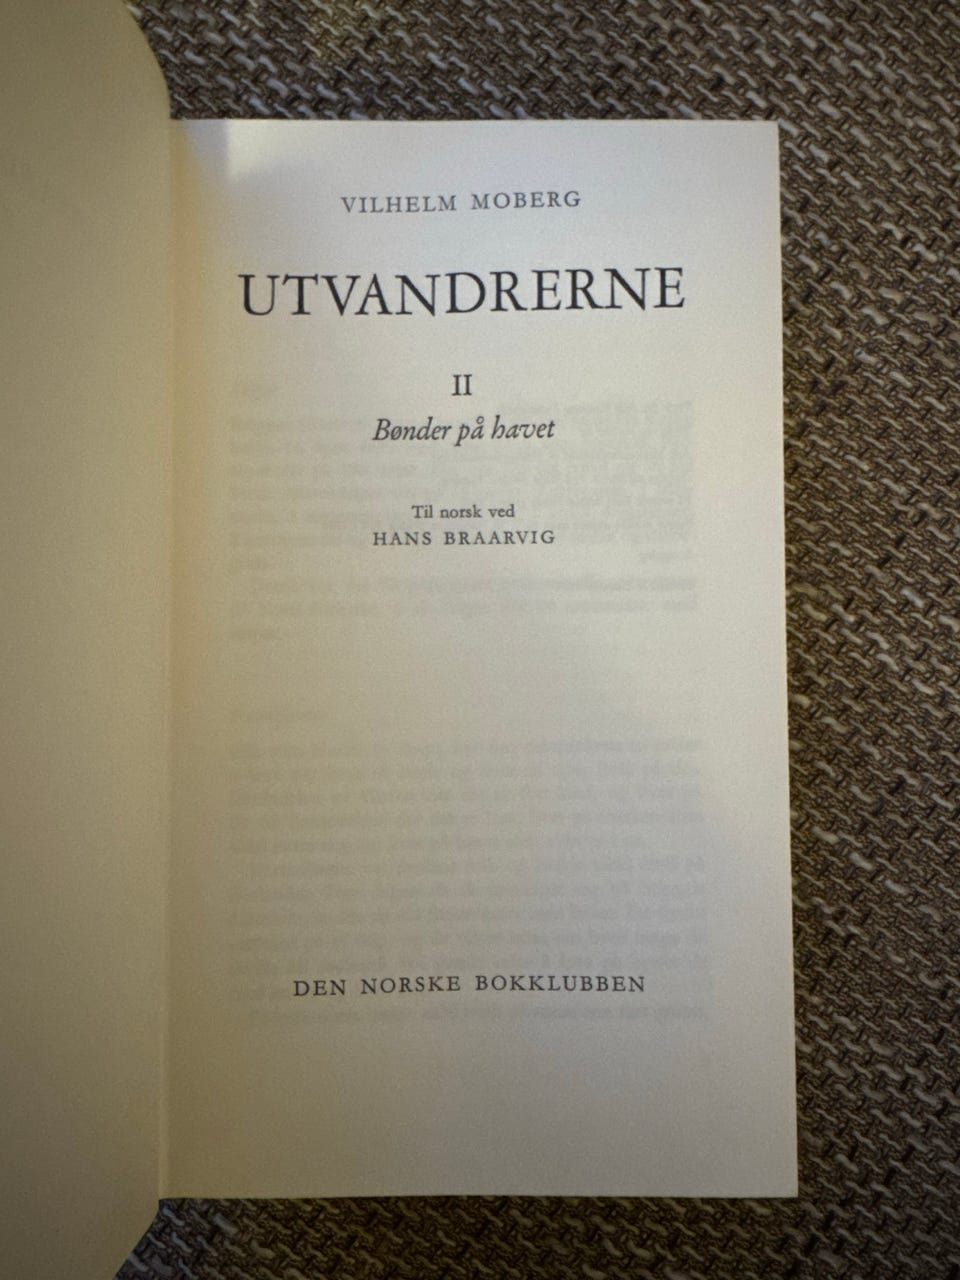 VILHELM MOBERG
UTVANDRERNE
II
Bønder på havet
Til norsk ved
HANS BRAARVIG
DEN NORSKE BOKKLUBBEN